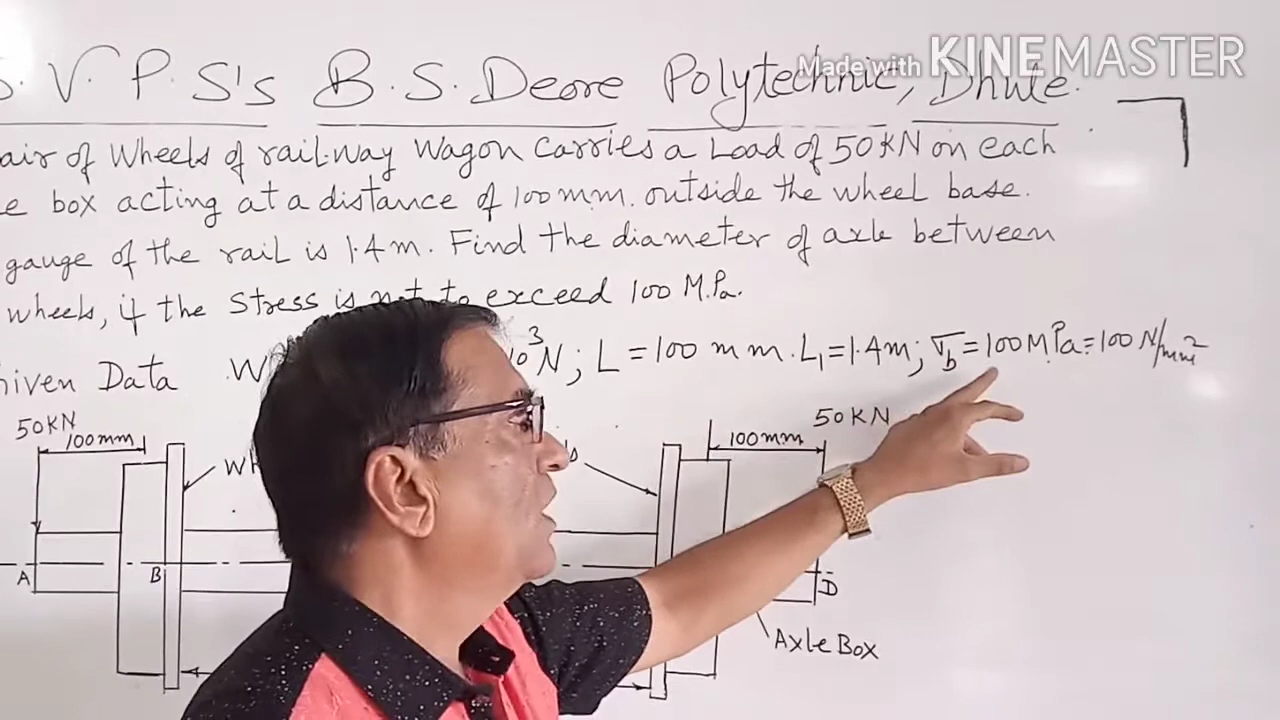 S. V. P. S's B. S. Deore Polytechnic, Dhule.
Made with KINEMASTER
air of wheels of railway wagon carries a Load of 50 KN on each
e box acting at a distance of 100 mm. outside the wheel base.
gauge of the rail is 1.4 m. Find the diameter of axle between
wheels, if the stress is not to exceed 100 M.Pa.
iven Data W 10³ N; L = 100 mm. L₁ = 1.4 m; σb = 100 MPa = 100 N/mm²
50 KN
100 mm
Wh
s
50 KN
100 mm
A
B
D
Axle Box